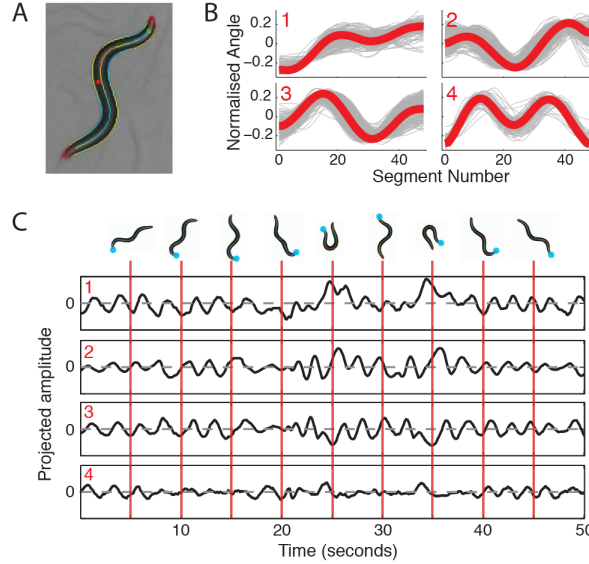 A
B
1
2
3
4
0.2
0
-0.2
0.2
0
-0.2
Normalised Angle
0 20 40
0 20 40
Segment Number
C
1
0
2
0
3
0
4
0
Projected amplitude
10 20 30 40 50
Time (seconds)